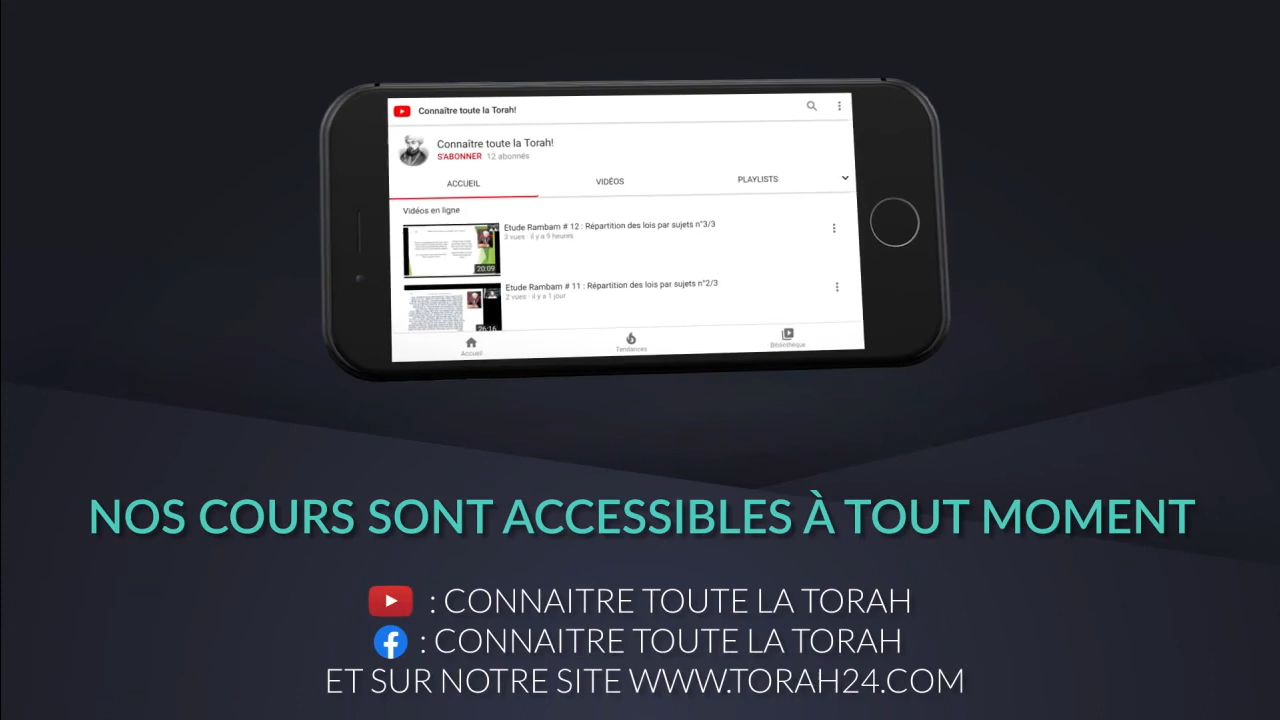 Connaître toute la Torah!
Connaître toute la Torah!
S'ABONNER 12 abonnés
ACCUEIL VIDÉOS PLAYLISTS
Vidéos en ligne
Etude Rambam # 12 : Répartition des lois par sujets n°3/3
3 vues · il y a 9 heures
20:09
Etude Rambam # 11 : Répartition des lois par sujets n°2/3
2 vues · il y a 1 jour
26:16
Accueil Tendances Bibliothèque
NOS COURS SONT ACCESSIBLES À TOUT MOMENT
: CONNAITRE TOUTE LA TORAH
: CONNAITRE TOUTE LA TORAH
ET SUR NOTRE SITE WWW.TORAH24.COM